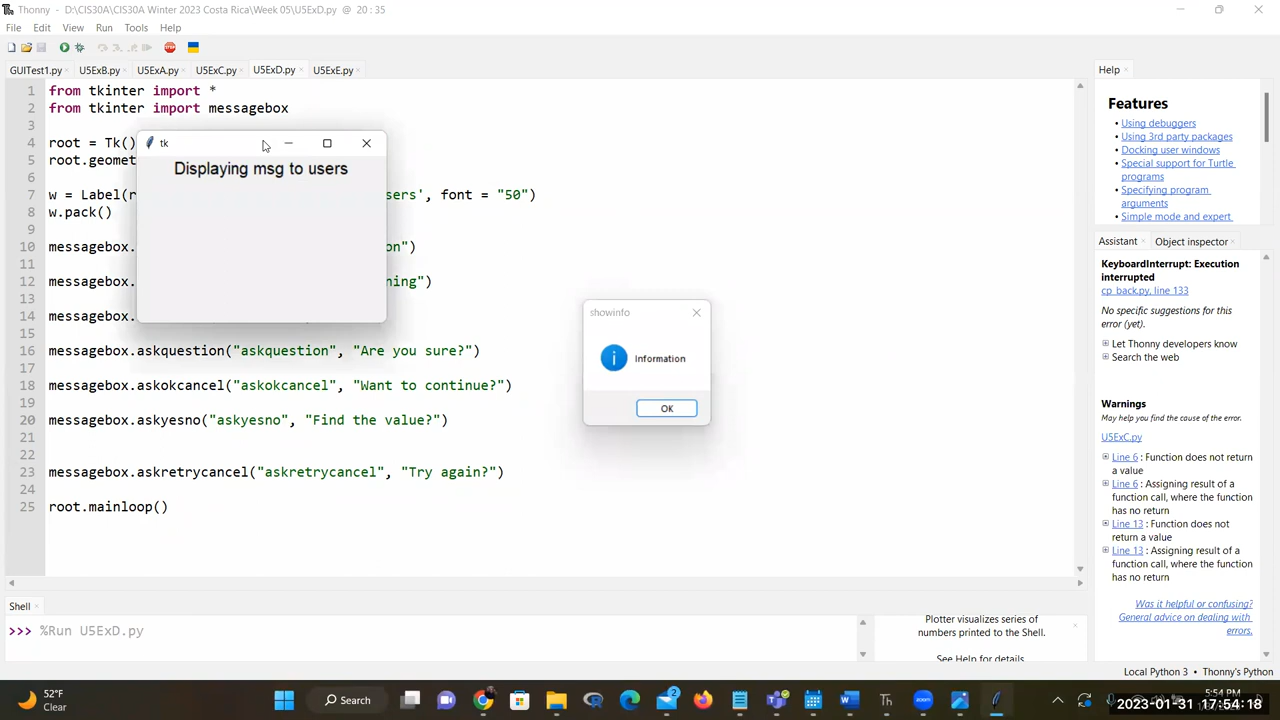 Thonny - D:\CIS30A\CIS30A Winter 2023 Costa Rica\Week 05\U5ExD.py @ 20 : 35
File Edit View Run Tools Help
GUITest1.py U5ExB.py U5ExA.py U5ExC.py U5ExD.py U5ExE.py
1 from tkinter import *
2 from tkinter import messagebox
3
4 root = Tk()
5 root.geomet
6
7 w = Label(r sers', font = "50")
8 w.pack()
9
10 messagebox. on")
11
12 messagebox. ning")
13
14 messagebox.
15
16 messagebox.askquestion("askquestion", "Are you sure?")
17
18 messagebox.askokcancel("askokcancel", "Want to continue?")
19
20 messagebox.askyesno("askyesno", "Find the value?")
21
22
23 messagebox.askretrycancel("askretrycancel", "Try again?")
24
25 root.mainloop()
tk
Displaying msg to users
showinfo
Information
OK
Shell
>>> %Run U5ExD.py
Plotter visualizes series of
numbers printed to the Shell.
See Help for details
Help
Features
• Using debuggers
• Using 3rd party packages
• Docking user windows
• Special support for Turtle
programs
• Specifying program
arguments
• Simple mode and expert
Assistant Object inspector
KeyboardInterrupt: Execution
interrupted
cp_back.py, line 133
No specific suggestions for this
error (yet).
Let Thonny developers know
Search the web
Warnings
May help you find the cause of the error.
U5ExC.py
Line 6 : Function does not return
a value
Line 6 : Assigning result of a
function call, where the function
has no return
Line 13 : Function does not
return a value
Line 13 : Assigning result of a
function call, where the function
has no return
Was it helpful or confusing?
General advice on dealing with
errors.
Local Python 3 • Thonny's Python
52°F
Clear
Search
2
5:54 PM
2023-01-31 17:54:18